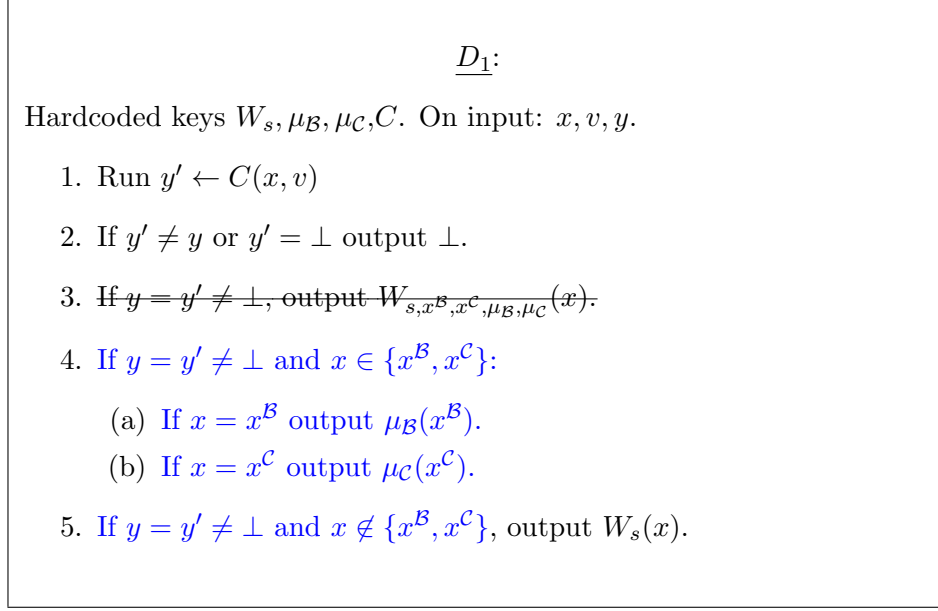 D₁:
Hardcoded keys W_s, μ_ℬ, μ_𝒞,C. On input: x, v, y.
1. Run y′ ← C(x, v)
2. If y′ ≠ y or y′ = ⊥ output ⊥.
3. If y = y′ ≠ ⊥, output W_{s,x^ℬ,x^𝒞,μ_ℬ,μ_𝒞}(x).
4. If y = y′ ≠ ⊥ and x ∈ {x^ℬ, x^𝒞}:
(a) If x = x^ℬ output μ_ℬ(x^ℬ).
(b) If x = x^𝒞 output μ_𝒞(x^𝒞).
5. If y = y′ ≠ ⊥ and x ∉ {x^ℬ, x^𝒞}, output W_s(x).